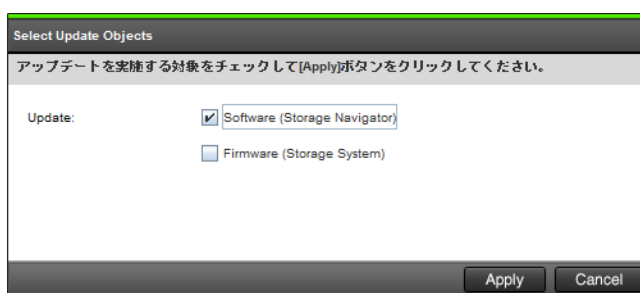 Select Update Objects
アップデートを実施する対象をチェックして[Apply]ボタンをクリックしてください。
Update:
Software (Storage Navigator)
Firmware (Storage System)
Apply Cancel